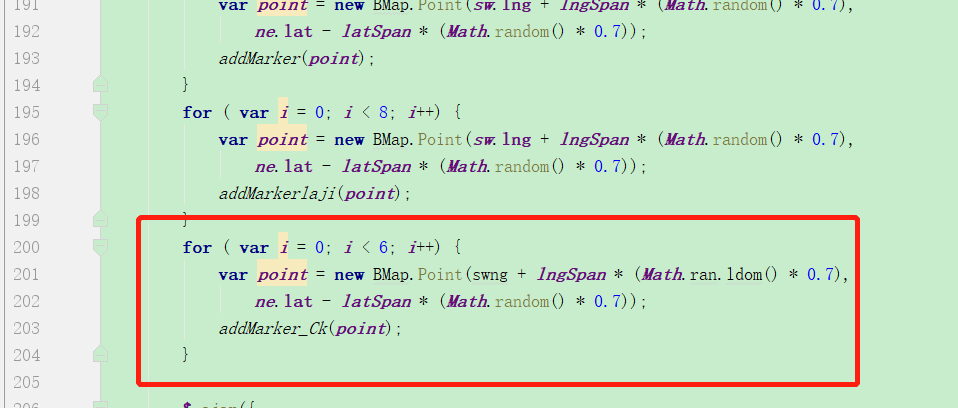 191 var point = new BMap.Point(sw.lng + lngSpan * (Math.random() * 0.7),
192 ne.lat - latSpan * (Math.random() * 0.7));
193 addMarker(point);
194 }
195 for ( var i = 0; i < 8; i++) {
196 var point = new BMap.Point(sw.lng + lngSpan * (Math.random() * 0.7),
197 ne.lat - latSpan * (Math.random() * 0.7));
198 addMarkerlaji(point);
199 }
200 for ( var i = 0; i < 6; i++) {
201 var point = new BMap.Point(swng + lngSpan * (Math.ran.ldom() * 0.7),
202 ne.lat - latSpan * (Math.random() * 0.7));
203 addMarker_Ck(point);
204 }
205
206 $.ajax({